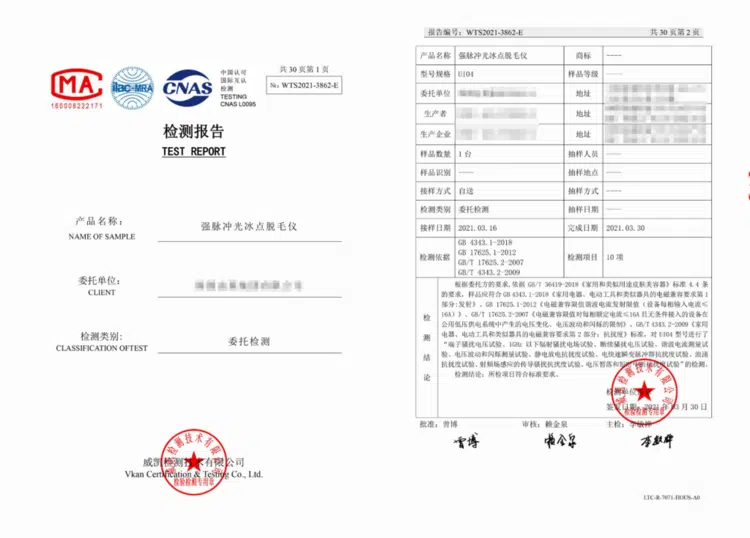 MA
160008222171
ilac-MRA
CNAS
中国认可
国际互认
检测
TESTING
CNAS L0095
共 30 页第 1 页
No WTS2021-3862-E
检测报告
TEST REPORT
产品名称:
NAME OF SAMPLE
强脉冲光冰点脱毛仪
委托单位:
CLIENT
检测类别:
CLASSIFICATION OFTEST
委托检测
威凯检测技术有限公司
Vkan Certification & Testing Co., Ltd.
检验检测专用章
报告编号: WTS2021-3862-E 共 30 页第 2 页
产品名称 强脉冲光冰点脱毛仪 商标 ----
型号规格 UI04 样品等级 ----
委托单位 地址
生产者 地址
生产企业 地址
样品数量 1 台 抽样人员 ----
样品识别 ---- 抽样地点 ----
接样方式 自送 抽样方式 ----
检测类别 委托检测 抽样日期 ----
接样日期 2021.03.16 完成日期 2021.03.30
检测依据
GB 4343.1-2018
GB 17625.1-2012
GB/T 17625.2-2007
GB/T 4343.2-2009
检测项目 10 项
检测结论
根据委托方的要求,依据 GB/T 36419-2018《家用和类似用途皮肤美容器》标准 4.4 条
的要求, 样品应符合 GB 4343.1-2018《家用电器、电动工具和类似器具的电磁兼容要求第 1
部分:发射》、GB 17625.1-2012《电磁兼容限值谐波电流发射限值 (设备每相输入电流≤
16A)》、GB/T 17625.2-2007《电磁兼容限值对每相额定电流≤16A 且无条件接入的设备在
公用低压供电系统中产生的电压变化、电压波动和闪烁的限制》、GB/T 4343.2-2009《家用电
器、电动工具和类似器具的电磁兼容要求第 2 部分: 抗扰度》标准, 对 UI04 型号进行了
“端子骚扰电压试验、1GHz 以下辐射骚扰电场试验、断续骚扰电压试验、谐波电流测量试
验、电压波动和闪烁测量试验、静电放电抗扰度试验、电快速瞬变脉冲群抗扰度试验、浪涌
抗扰度试验、射频场感应的传导骚扰抗扰度试验、电压暂降和短时中断抗扰度试验”的检测。
检测结论: 所检项目符合标准要求。
检测单位
签发日期: 2021 年 03 月 30 日
威凯检测技术有限公司
检验检测专用章
批准: 曾博 审核: 赖金泉 主检:
曾博 赖金泉
LTC-R-7071-HOUS-A0